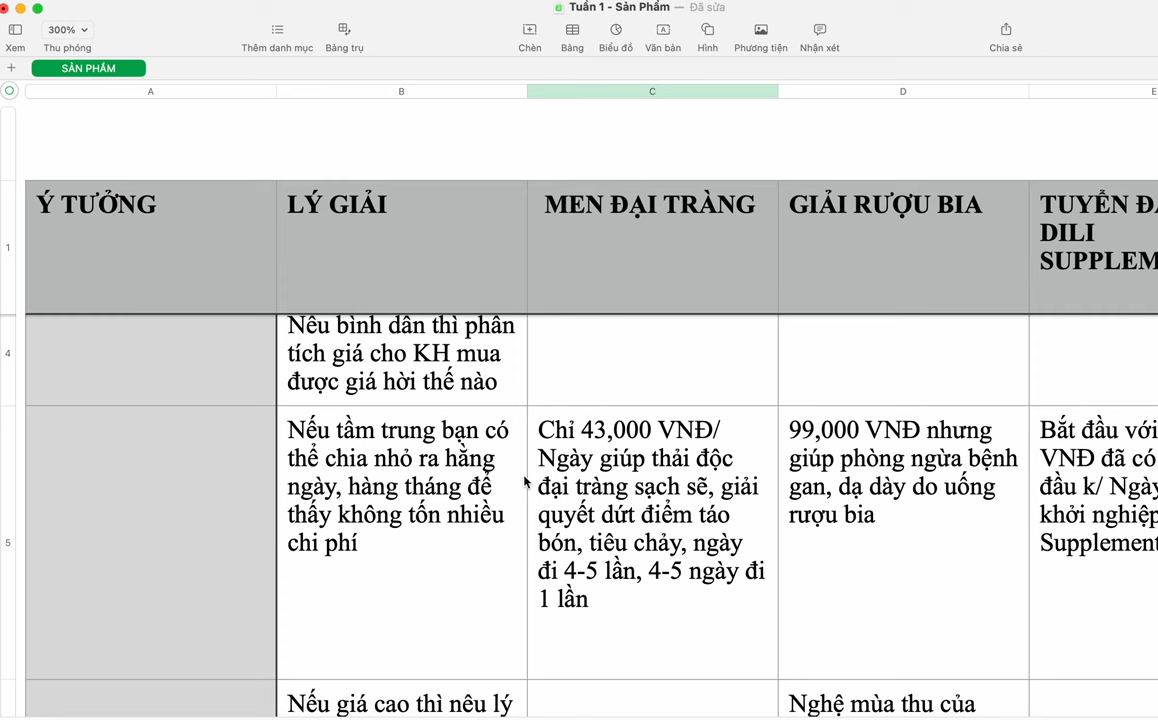 Tuần 1 - Sản Phẩm — Đã sửa
300%
Xem
Thu phóng
Thêm danh mục
Bảng trụ
Chèn
Bảng
Biểu đồ
Văn bản
Hình
Phương tiện
Nhận xét
Chia sẻ
SẢN PHẨM
A
B
C
D
E
1
Ý TƯỞNG
LÝ GIẢI
MEN ĐẠI TRÀNG
GIẢI RƯỢU BIA
TUYỂN
DILI
SUPPLEM
4
Nếu bình dân thì phân
tích giá cho KH mua
được giá hời thế nào
5
Nếu tầm trung bạn có
thể chia nhỏ ra hằng
ngày, hàng tháng để
thấy không tốn nhiều
chi phí
Chỉ 43,000 VNĐ/
Ngày giúp thải độc
đại tràng sạch sẽ, giải
quyết dứt điểm táo
bón, tiêu chảy, ngày
đi 4-5 lần, 4-5 ngày đi
1 lần
99,000 VNĐ nhưng
giúp phòng ngừa bệnh
gan, dạ dày do uống
rượu bia
Bắt đầu với
VNĐ đã có
đầu k/ Ngày
khởi nghiệp
Supplement
Nếu giá cao thì nêu lý
Nghệ mùa thu của